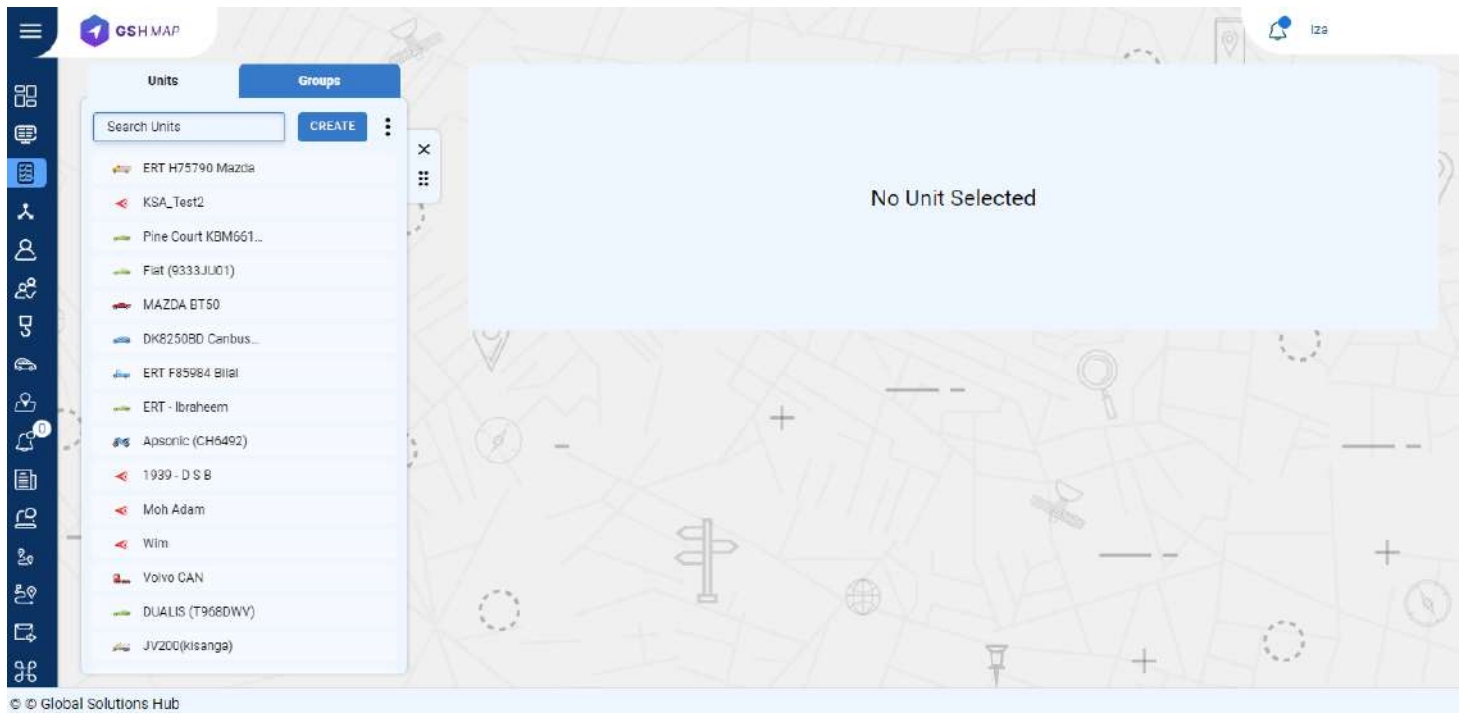 GSH MAP
Iza
Units
Groups
Search Units
CREATE
ERT H75790 Mazda
KSA_Test2
Pine Court KBM661...
Fiat (9333JU01)
MAZDA BT50
DK8250BD Canbus...
ERT F85984 Bilal
ERT - Ibraheem
Apsonic (CH6492)
1939 - D S B
Moh Adam
Wim
Volvo CAN
DUALIS (T968DWV)
JV200(kisanga)
No Unit Selected
0
© © Global Solutions Hub